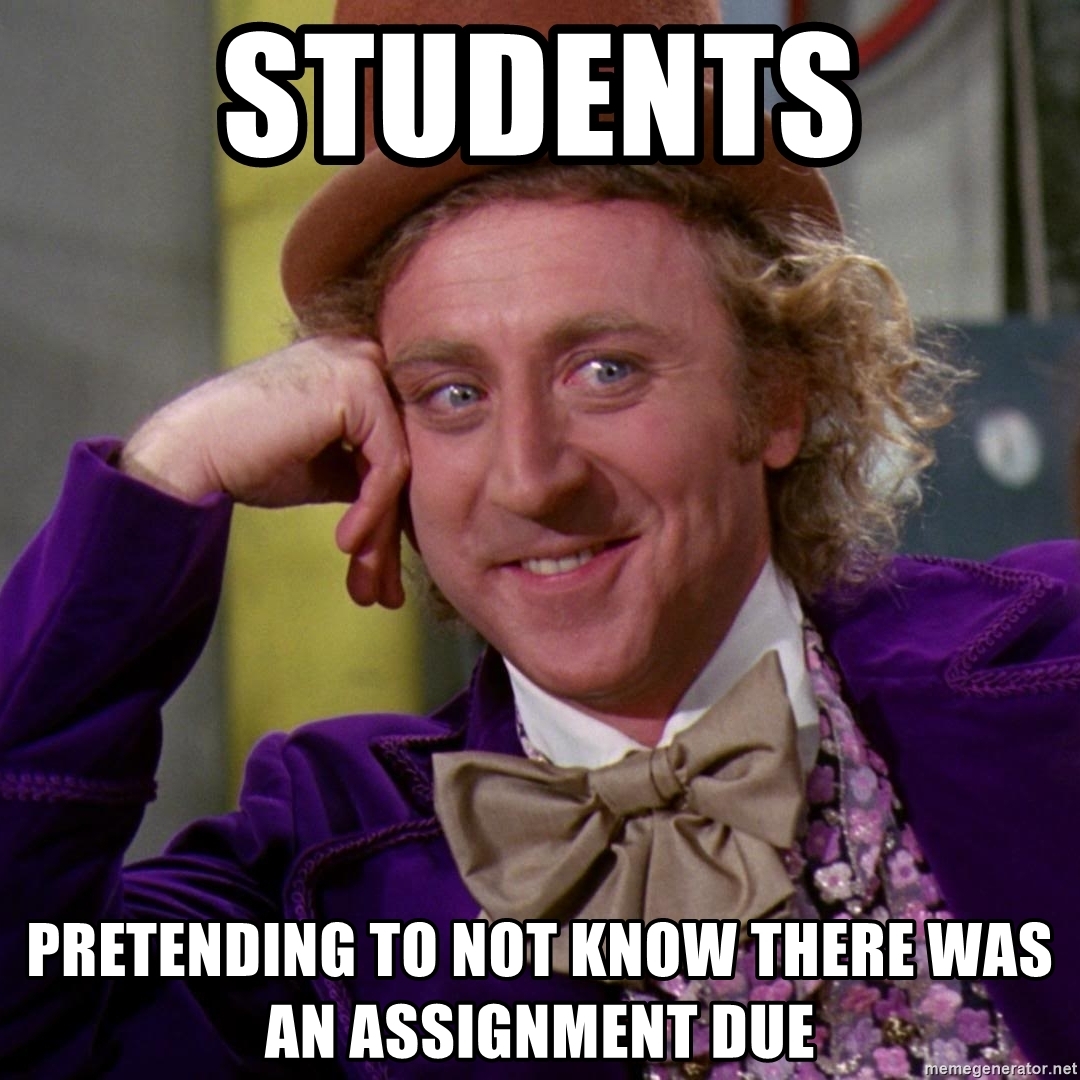 STUDENTS
PRETENDING TO NOT KNOW THERE WAS
AN ASSIGNMENT DUE
memegenerator.net